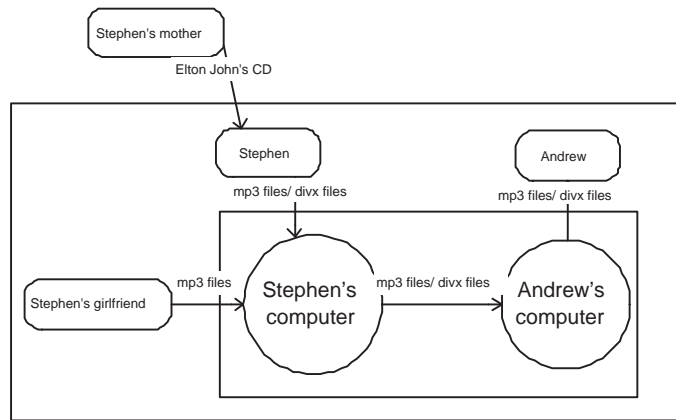 Stephen's mother
Elton John's CD
Stephen
Andrew
mp3 files/ divx files
mp3 files/ divx files
mp3 files
Stephen's girlfriend
Stephen's
computer
mp3 files/ divx files
Andrew's
computer